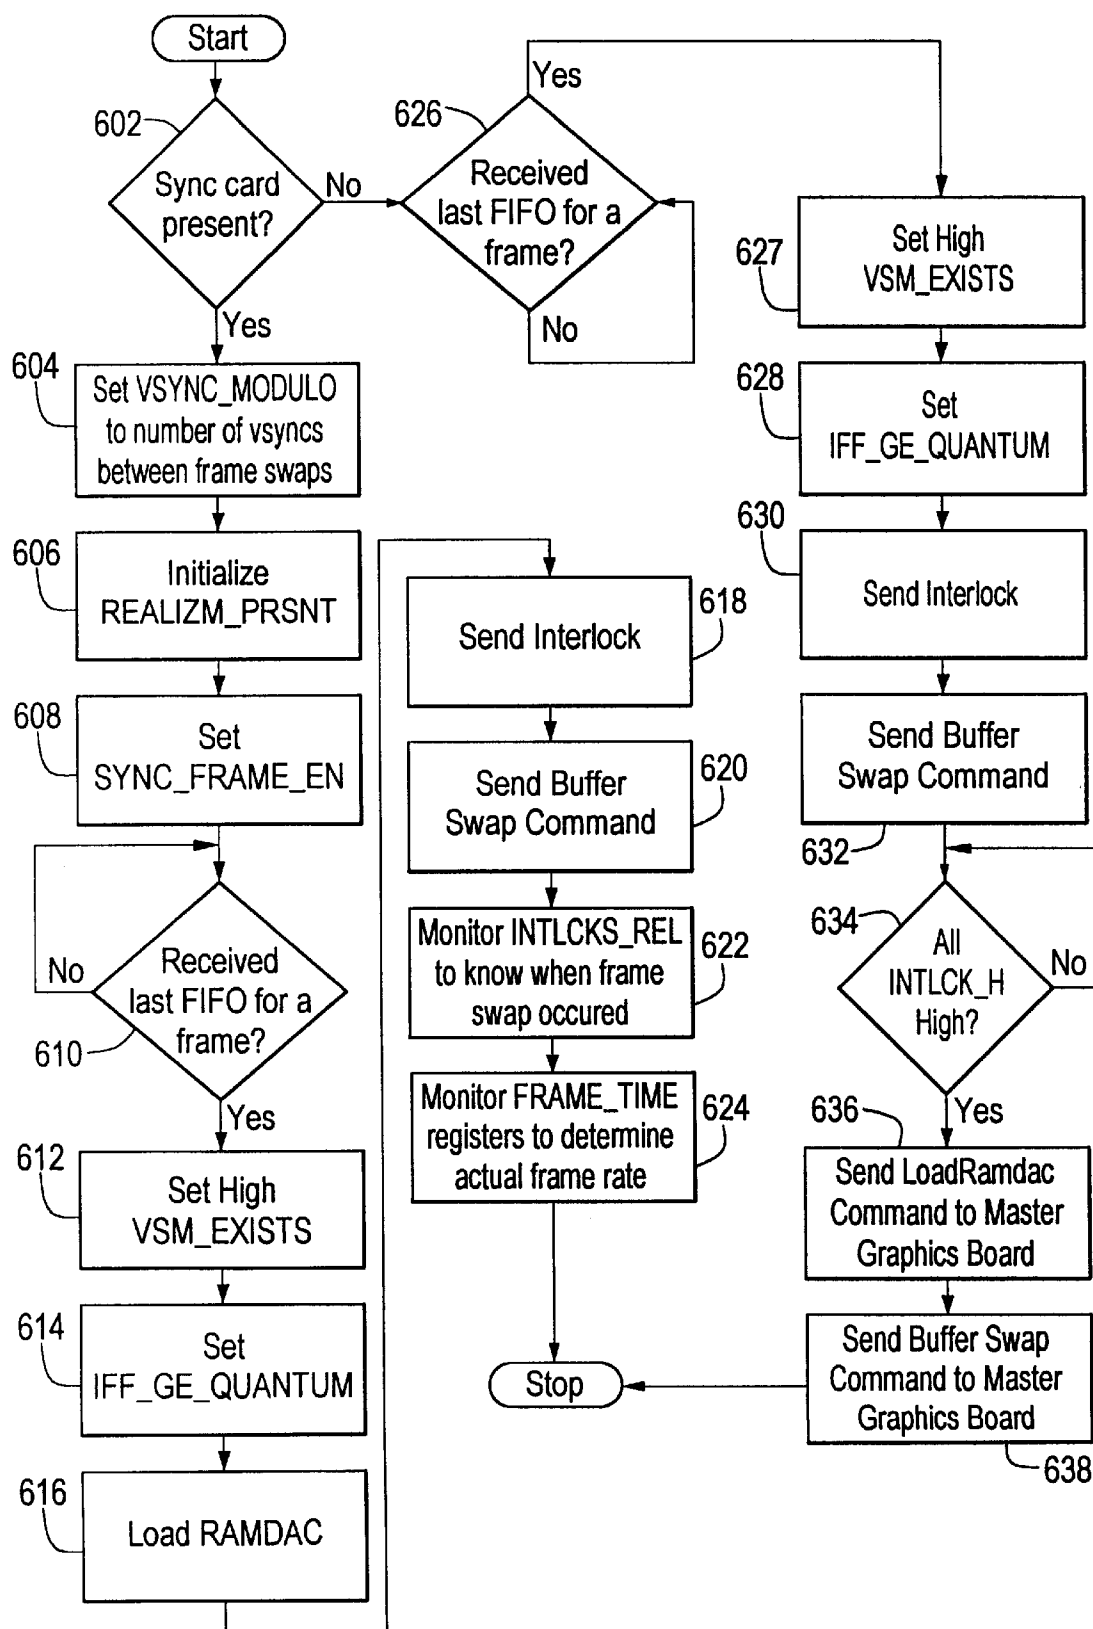 Start
602
Sync card
present?
No
Yes
626
Received
last FIFO for a
frame?
Yes
No
604
Set VSYNC_MODULO
to number of vsyncs
between frame swaps
606
Initialize
REALIZM_PRSNT
608
Set
SYNC_FRAME_EN
No
Received
last FIFO for a
frame?
610
Yes
612
Set High
VSM_EXISTS
614
Set
IFF_GE_QUANTUM
616
Load RAMDAC
Send Interlock
618
Send Buffer
Swap Command
620
Monitor INTLCKS_REL
to know when frame
swap occured
622
Monitor FRAME_TIME
registers to determine
actual frame rate
624
Stop
627
Set High
VSM_EXISTS
628
Set
IFF_GE_QUANTUM
630
Send Interlock
Send Buffer
Swap Command
632
634
All
INTLCK_H
High?
No
Yes
636
Send LoadRamdac
Command to Master
Graphics Board
Send Buffer Swap
Command to Master
Graphics Board
638